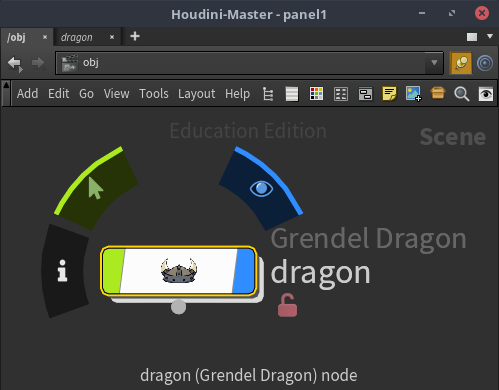 Houdini-Master - panel1
/obj dragon
obj
Add Edit Go View Tools Layout Help
Education Edition
Scene
Grendel Dragon
dragon
dragon (Grendel Dragon) node